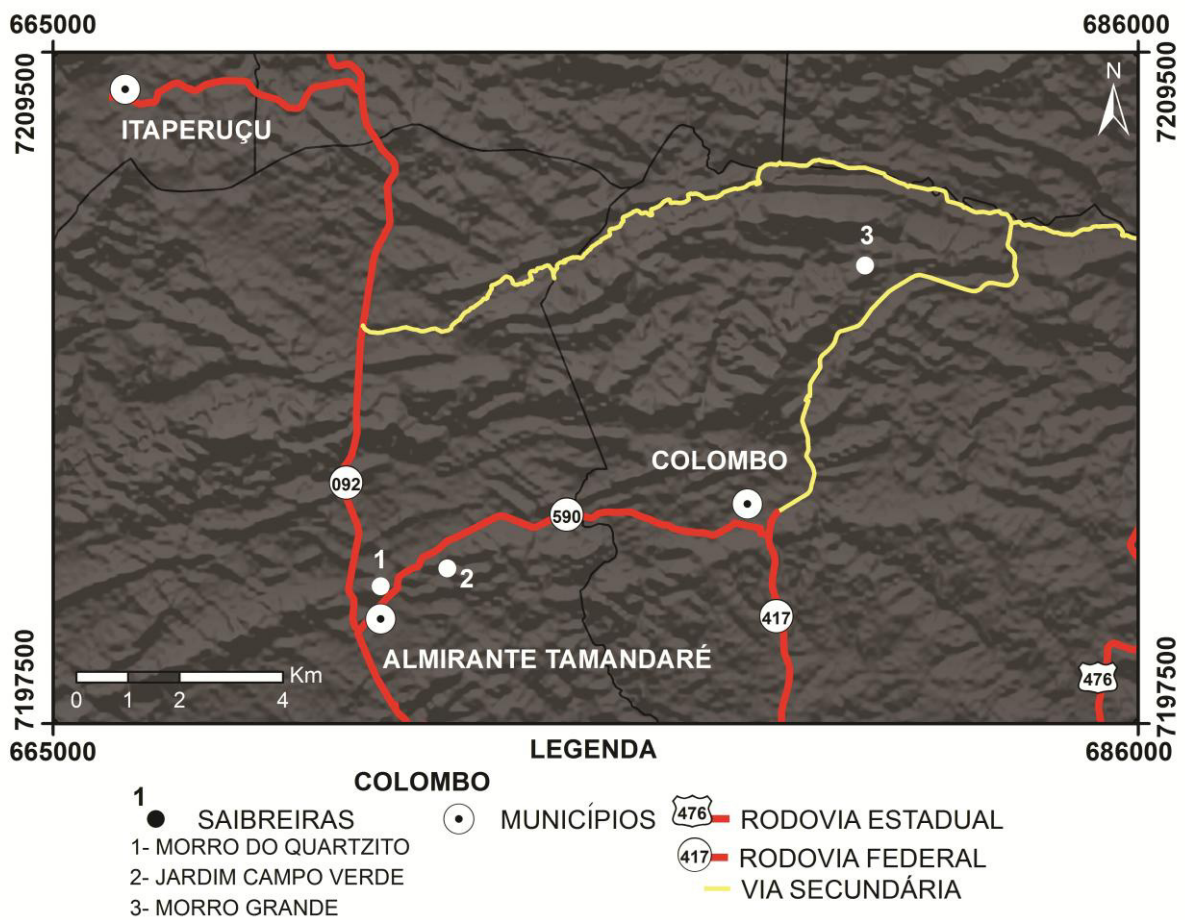 665000 686000
7209500 7209500
N
ITAPERUÇU
3
COLOMBO
092
590
1
2
417
ALMIRANTE TAMANDARÉ
Km
0 1 2 4
476
7197500 7197500
665000 686000
LEGENDA
1 SAIBREIRAS
1- MORRO DO QUARTZITO
2- JARDIM CAMPO VERDE
3- MORRO GRANDE
COLOMBO
MUNICÍPIOS
476 RODOVIA ESTADUAL
417 RODOVIA FEDERAL
VIA SECUNDÁRIA